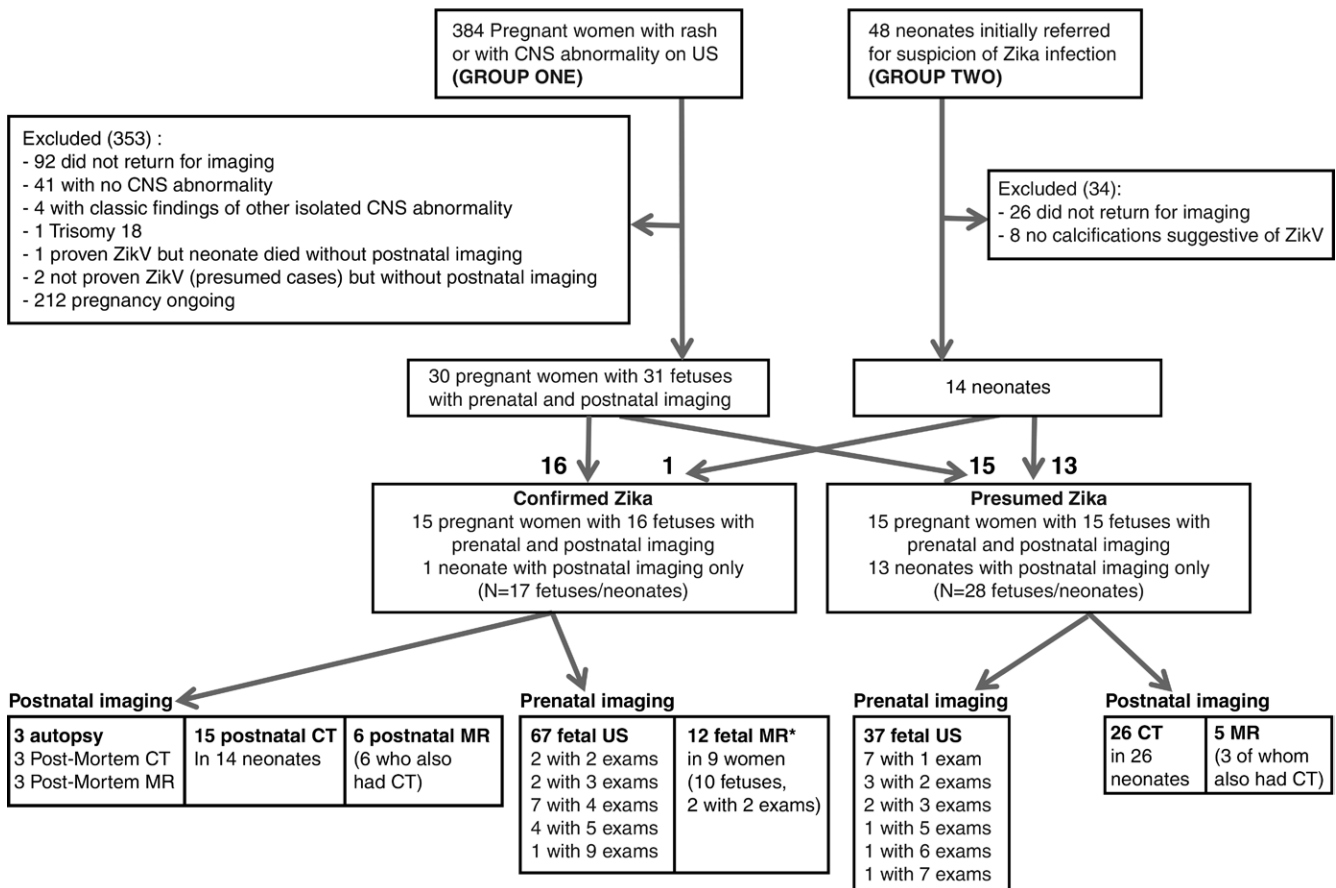 384 Pregnant women with rash
or with CNS abnormality on US
(GROUP ONE)
48 neonates initially referred
for suspicion of Zika infection
(GROUP TWO)
Excluded (353) :
- 92 did not return for imaging
- 41 with no CNS abnormality
- 4 with classic findings of other isolated CNS abnormality
- 1 Trisomy 18
- 1 proven ZikV but neonate died without postnatal imaging
- 2 not proven ZikV (presumed cases) but without postnatal imaging
- 212 pregnancy ongoing
Excluded (34):
- 26 did not return for imaging
- 8 no calcifications suggestive of ZikV
30 pregnant women with 31 fetuses
with prenatal and postnatal imaging
14 neonates
16
1
15
13
Confirmed Zika
15 pregnant women with 16 fetuses with
prenatal and postnatal imaging
1 neonate with postnatal imaging only
(N=17 fetuses/neonates)
Presumed Zika
15 pregnant women with 15 fetuses with
prenatal and postnatal imaging
13 neonates with postnatal imaging only
(N=28 fetuses/neonates)
Postnatal imaging
3 autopsy
3 Post-Mortem CT
3 Post-Mortem MR
15 postnatal CT
In 14 neonates
6 postnatal MR
(6 who also
had CT)
Prenatal imaging
67 fetal US
2 with 2 exams
2 with 3 exams
7 with 4 exams
4 with 5 exams
1 with 9 exams
12 fetal MR*
in 9 women
(10 fetuses,
2 with 2 exams)
Prenatal imaging
37 fetal US
7 with 1 exam
3 with 2 exams
2 with 3 exams
1 with 5 exams
1 with 6 exams
1 with 7 exams
Postnatal imaging
26 CT
in 26
neonates
5 MR
(3 of whom
also had CT)